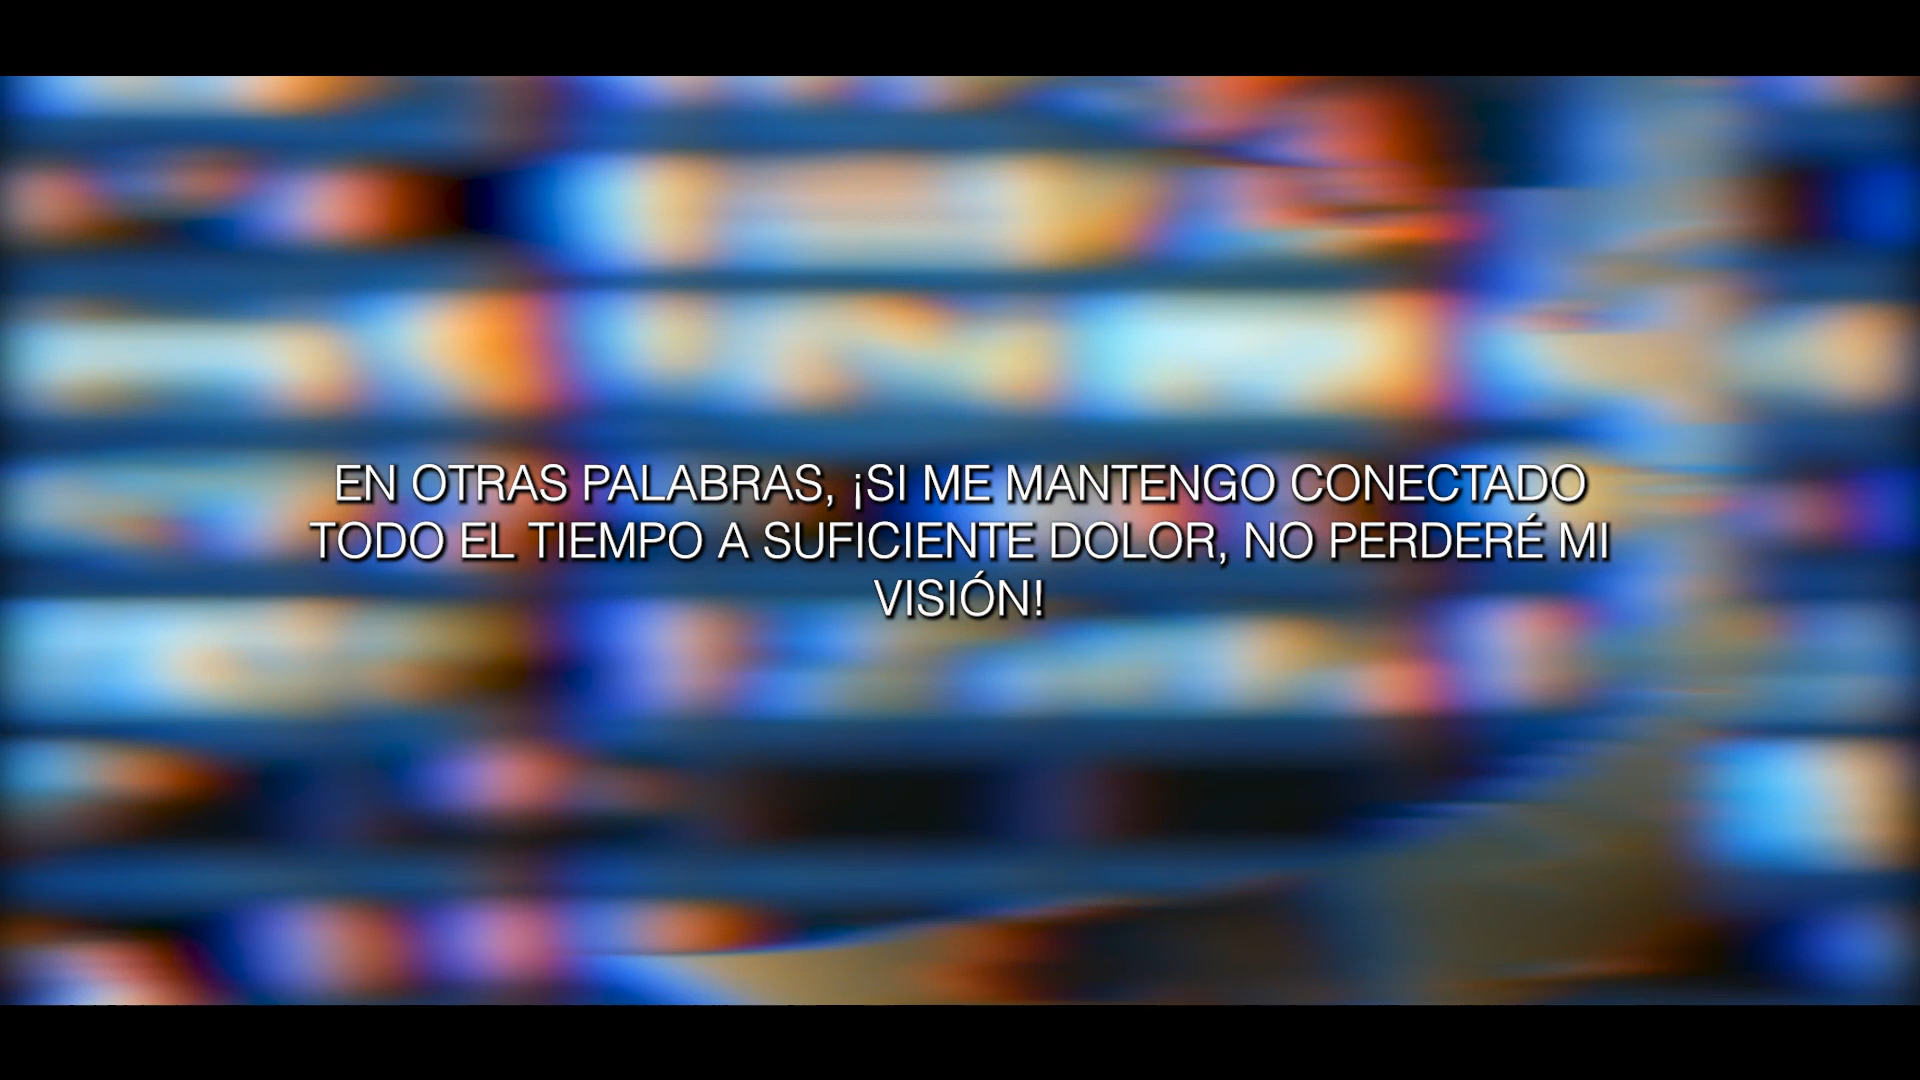 EN OTRAS PALABRAS, ¡SI ME MANTENGO CONECTADO
TODO EL TIEMPO A SUFICIENTE DOLOR, NO PERDERÉ MI
VISIÓN!